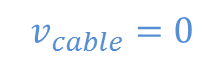 v_cable = 0